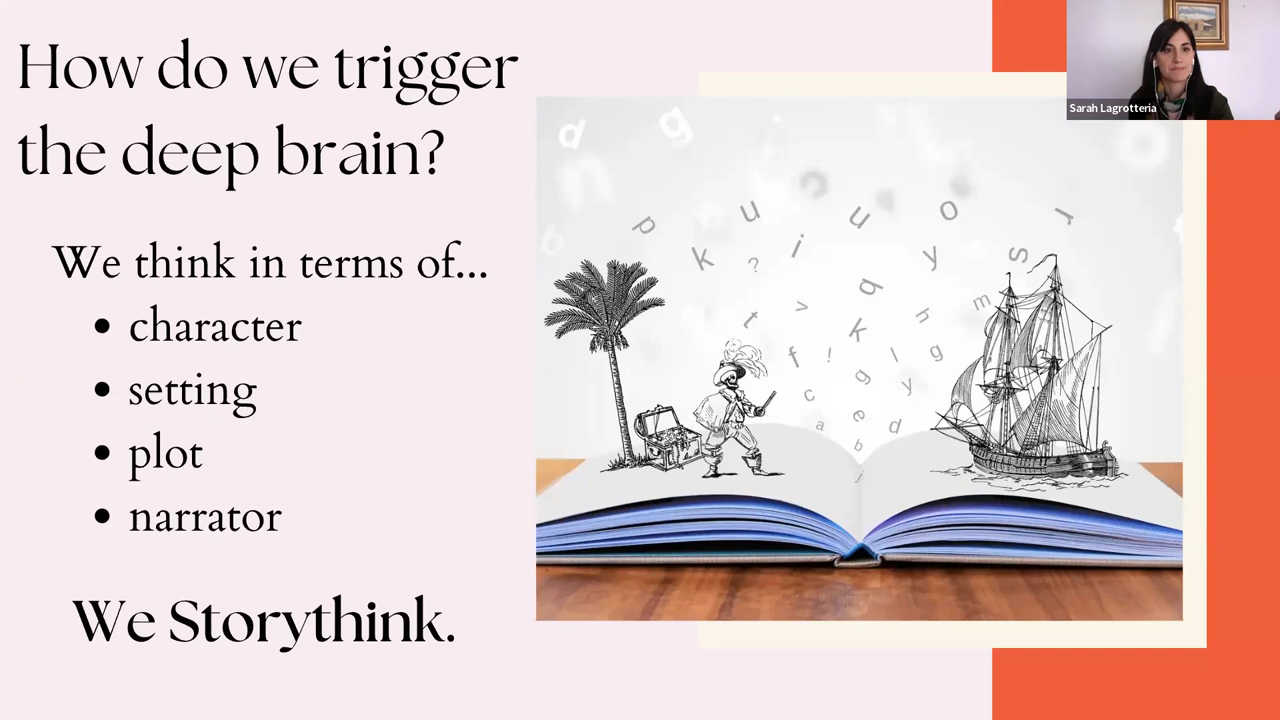 How do we trigger
the deep brain?
We think in terms of...
• character
• setting
• plot
• narrator
We Storythink.
Sarah Lagrotteria
d g
n
p u u o r
k ? i y s
q
t > k h m
f ! g l g
c y
a e d
b
j